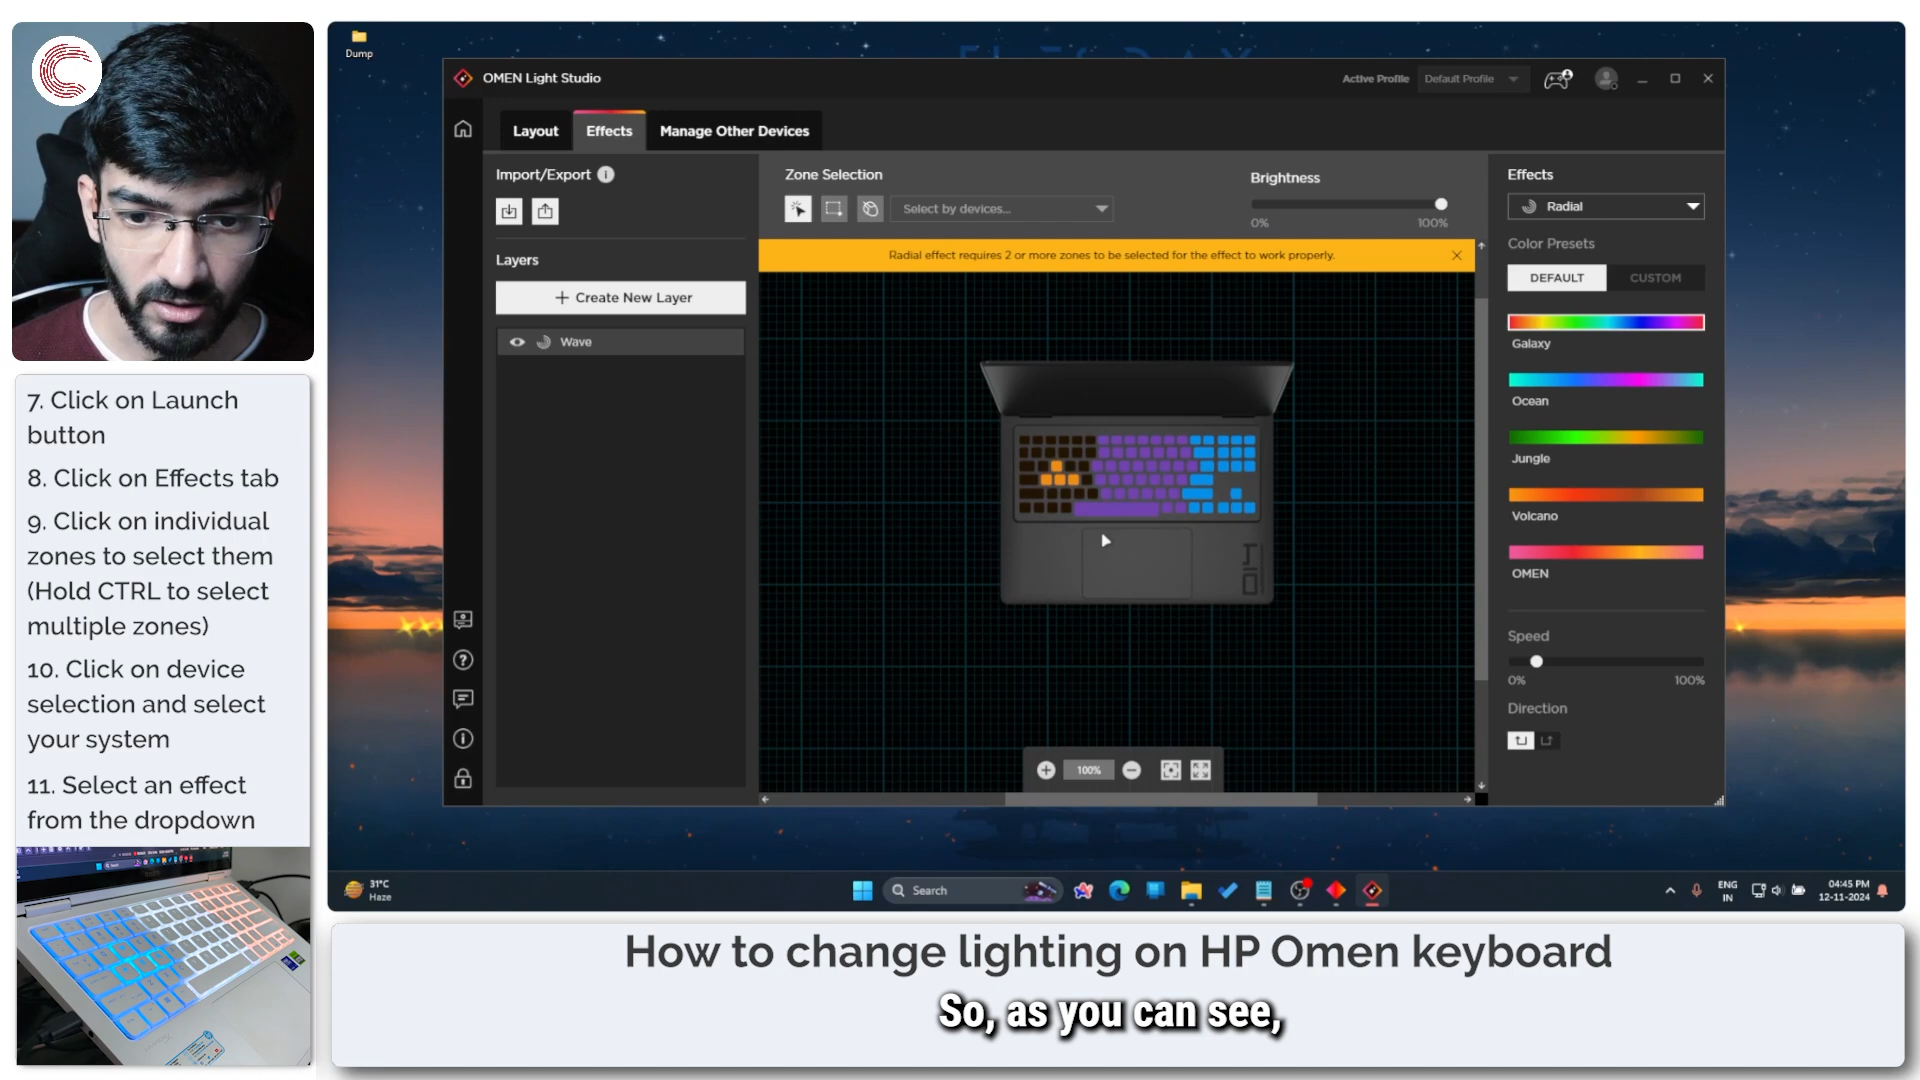 Dump
OMEN Light Studio
Active Profile
Default Profile
Layout
Effects
Manage Other Devices
Import/Export
Layers
+ Create New Layer
Wave
Zone Selection
Select by devices...
Brightness
0%
100%
Radial effect requires 2 or more zones to be selected for the effect to work properly.
100%
Effects
Radial
Color Presets
DEFAULT
CUSTOM
Galaxy
Ocean
Jungle
Volcano
OMEN
Speed
0%
100%
Direction
7. Click on Launch
button
8. Click on Effects tab
9. Click on individual
zones to select them
(Hold CTRL to select
multiple zones)
10. Click on device
selection and select
your system
11. Select an effect
from the dropdown
31°C
Haze
Search
ENG
IN
04:45 PM
12-11-2024
How to change lighting on HP Omen keyboard
So, as you can see,